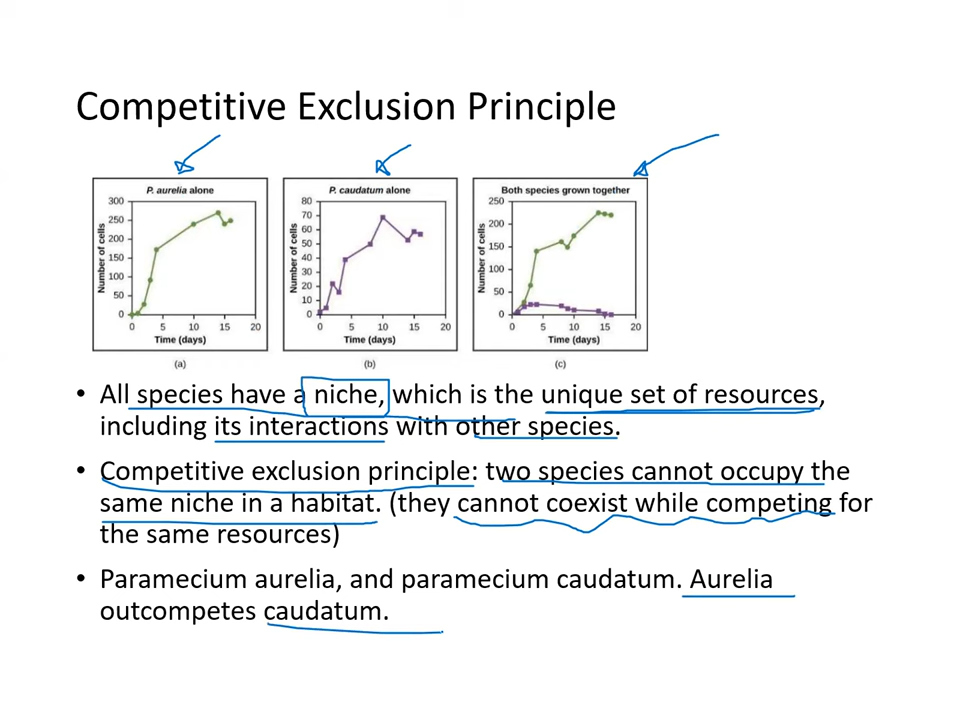 Competitive Exclusion Principle
P. aurelia alone
300
250
200
150
100
50
0
Number of cells
0 5 10 15 20
Time (days)
(a)
P. caudatum alone
80
70
60
50
40
30
20
10
0
Number of cells
0 5 10 15 20
Time (days)
(b)
Both species grown together
250
200
150
100
50
0
Number of cells
0 5 10 15 20
Time (days)
(c)
• All species have a niche, which is the unique set of resources,
including its interactions with other species.
• Competitive exclusion principle: two species cannot occupy the
same niche in a habitat. (they cannot coexist while competing for
the same resources)
• Paramecium aurelia, and paramecium caudatum. Aurelia
outcompetes caudatum.